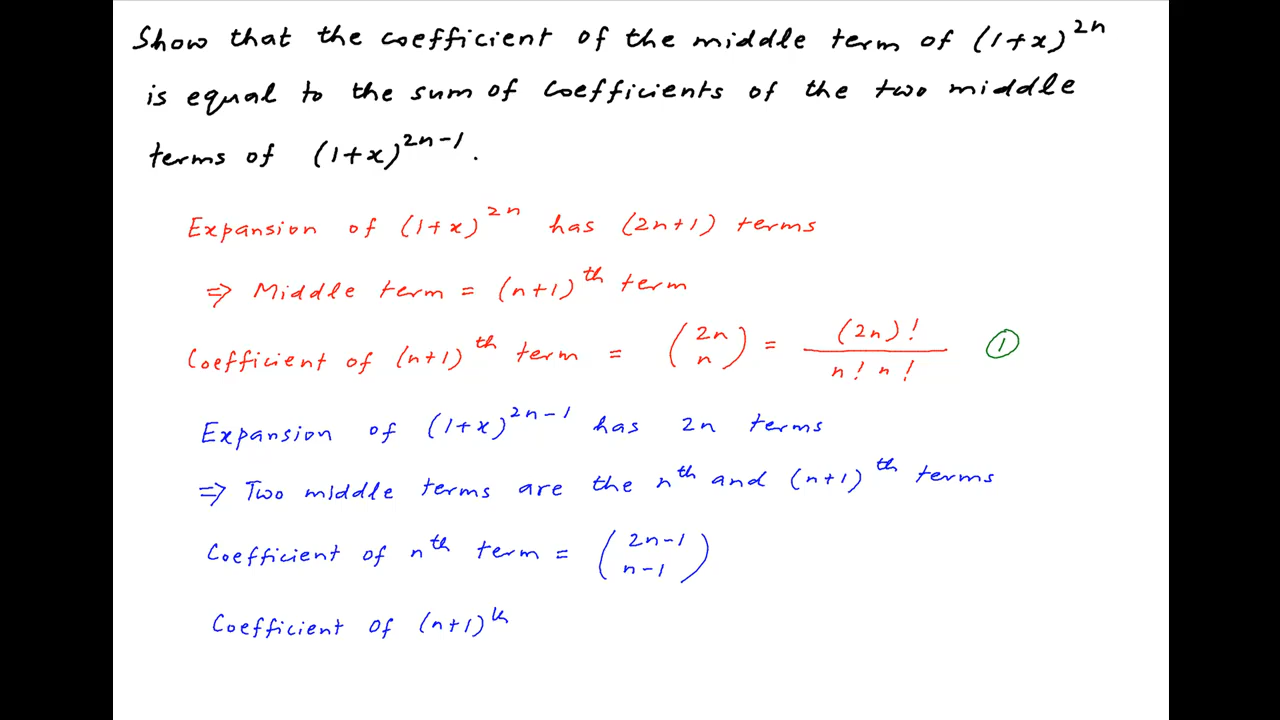 Show that the coefficient of the middle term of (1+x)^{2n}
is equal to the sum of coefficients of the two middle
terms of (1+x)^{2n-1}.
Expansion of (1+x)^{2n} has (2n+1) terms
⇒ Middle term = (n+1)^{th} term
Coefficient of (n+1)^{th} term = \binom{2n}{n} = \frac{(2n)!}{n! n!} ①
Expansion of (1+x)^{2n-1} has 2n terms
⇒ Two middle terms are the n^{th} and (n+1)^{th} terms
Coefficient of n^{th} term = \binom{2n-1}{n-1}
Coefficient of (n+1)^{th}